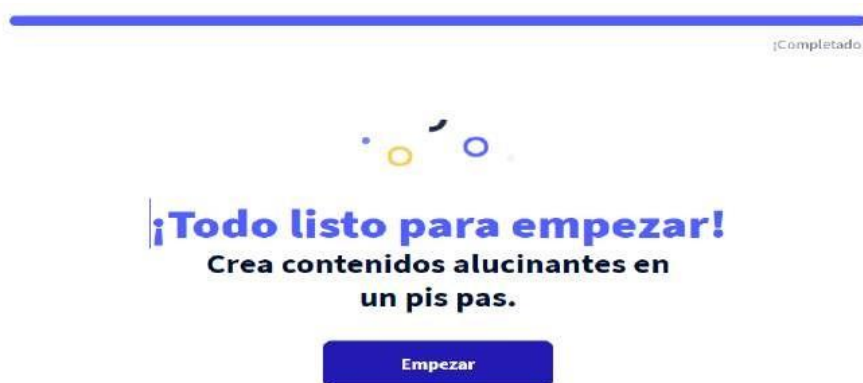 ¡Completado
¡Todo listo para empezar!
Crea contenidos alucinantes en
un pis pas.
Empezar